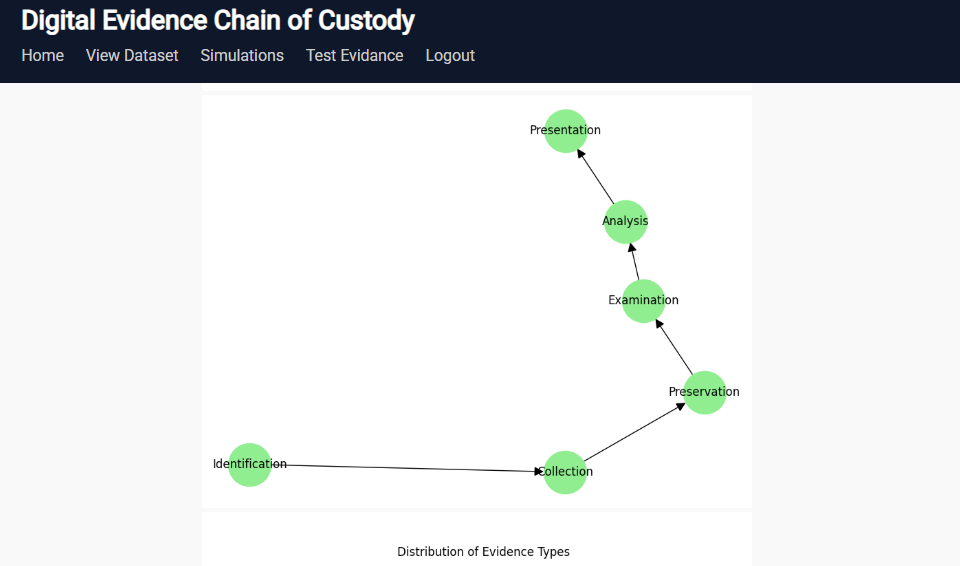 Digital Evidence Chain of Custody
Home View Dataset Simulations Test Evidance Logout
Presentation
Analysis
Examination
Preservation
Identification
Collection
Distribution of Evidence Types